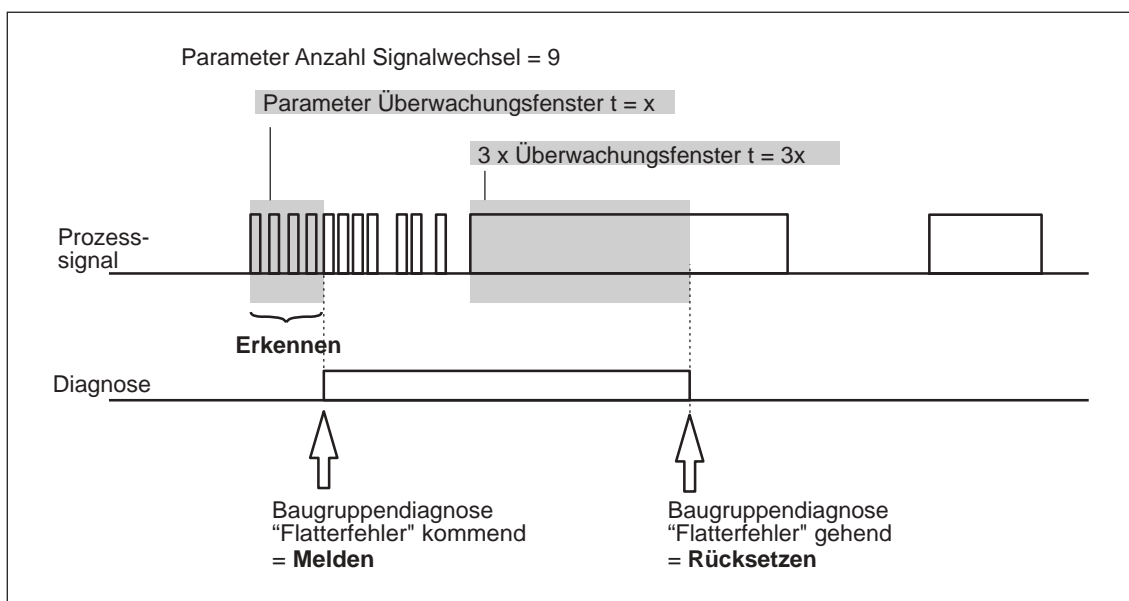 Parameter Anzahl Signalwechsel = 9
Parameter Überwachungsfenster t = x
3 x Überwachungsfenster t = 3x
Prozess-
signal
Erkennen
Diagnose
Baugruppendiagnose
“Flatterfehler" kommend
= Melden
Baugruppendiagnose
“Flatterfehler" gehend
= Rücksetzen